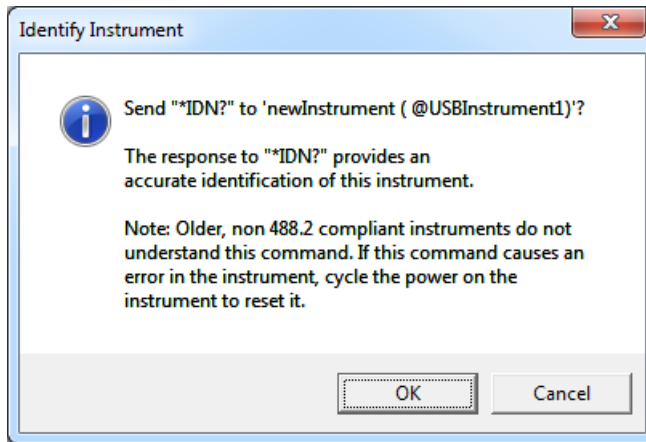 Identify Instrument
Send "*IDN?" to 'newInstrument ( @USBInstrument1)'?
The response to "*IDN?" provides an
accurate identification of this instrument.
Note: Older, non 488.2 compliant instruments do not
understand this command. If this command causes an
error in the instrument, cycle the power on the
instrument to reset it.
OK
Cancel